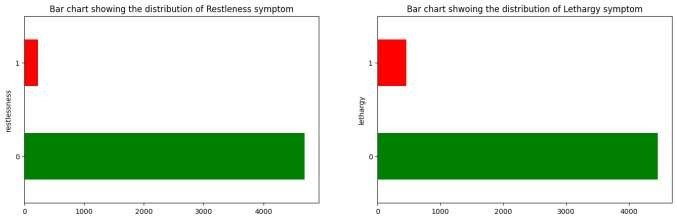 Bar chart showing the distribution of Restleness symptom
restlessness
1
0
0 1000 2000 3000 4000
Bar chart shwoing the distribution of Lethargy symptom
lethargy
1
0
0 1000 2000 3000 4000